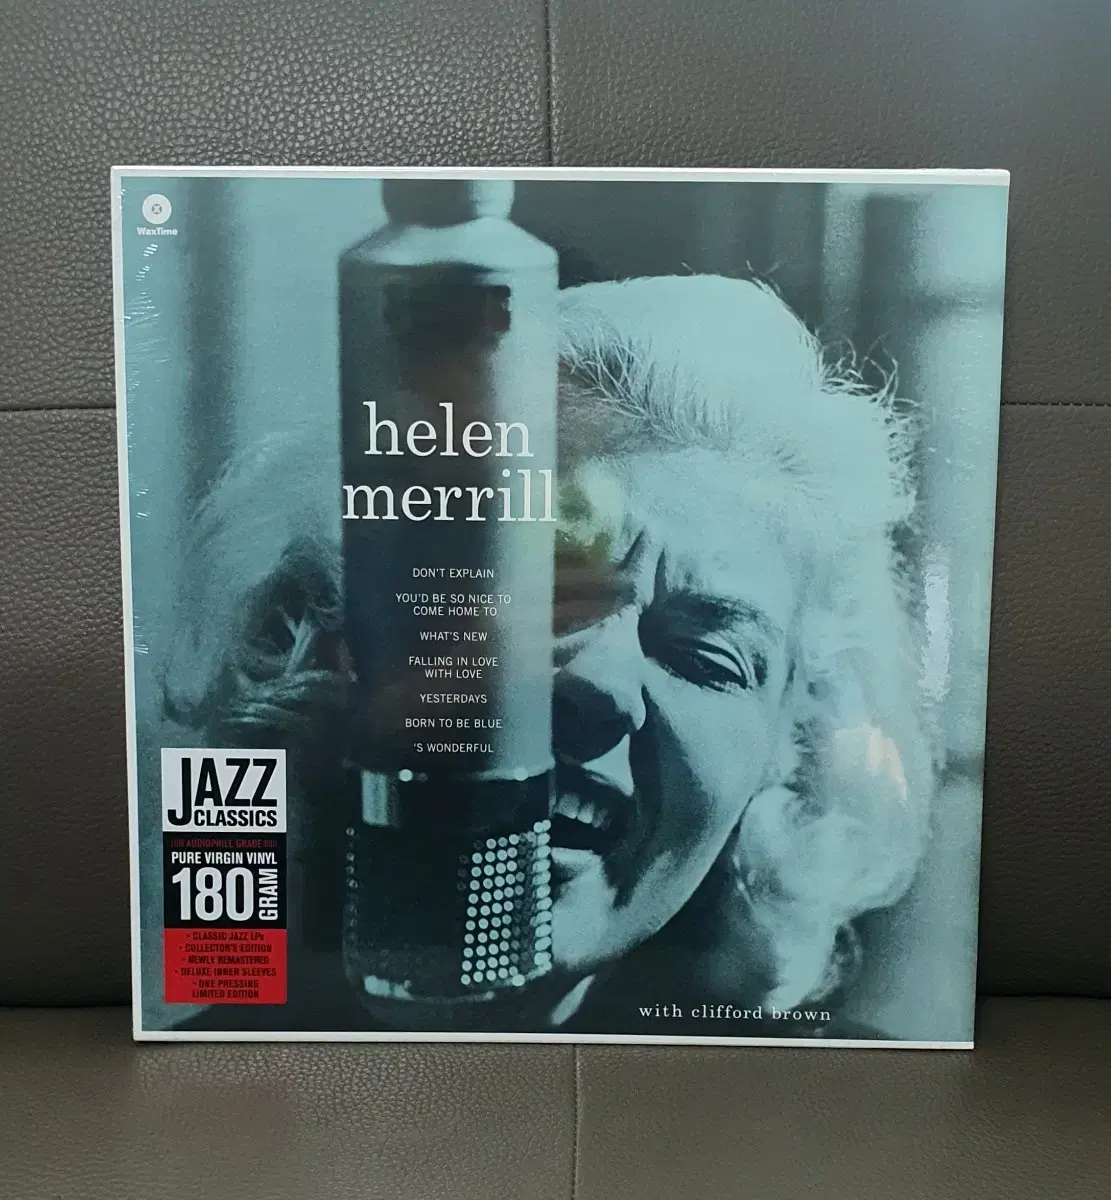 WaxTime
helen
merrill
DON'T EXPLAIN
YOU'D BE SO NICE TO
COME HOME TO
WHAT'S NEW
FALLING IN LOVE
WITH LOVE
YESTERDAYS
BORN TO BE BLUE
'S WONDERFUL
JAZZ
CLASSICS
AUDIOPHILE GRADE
PURE VIRGIN VINYL
180 GRAM
• CLASSIC JAZZ LPs
• COLLECTOR'S EDITION
• NEWLY REMASTERED
• DELUXE INNER SLEEVES
• ONE PRESSING
LIMITED EDITION
with clifford brown